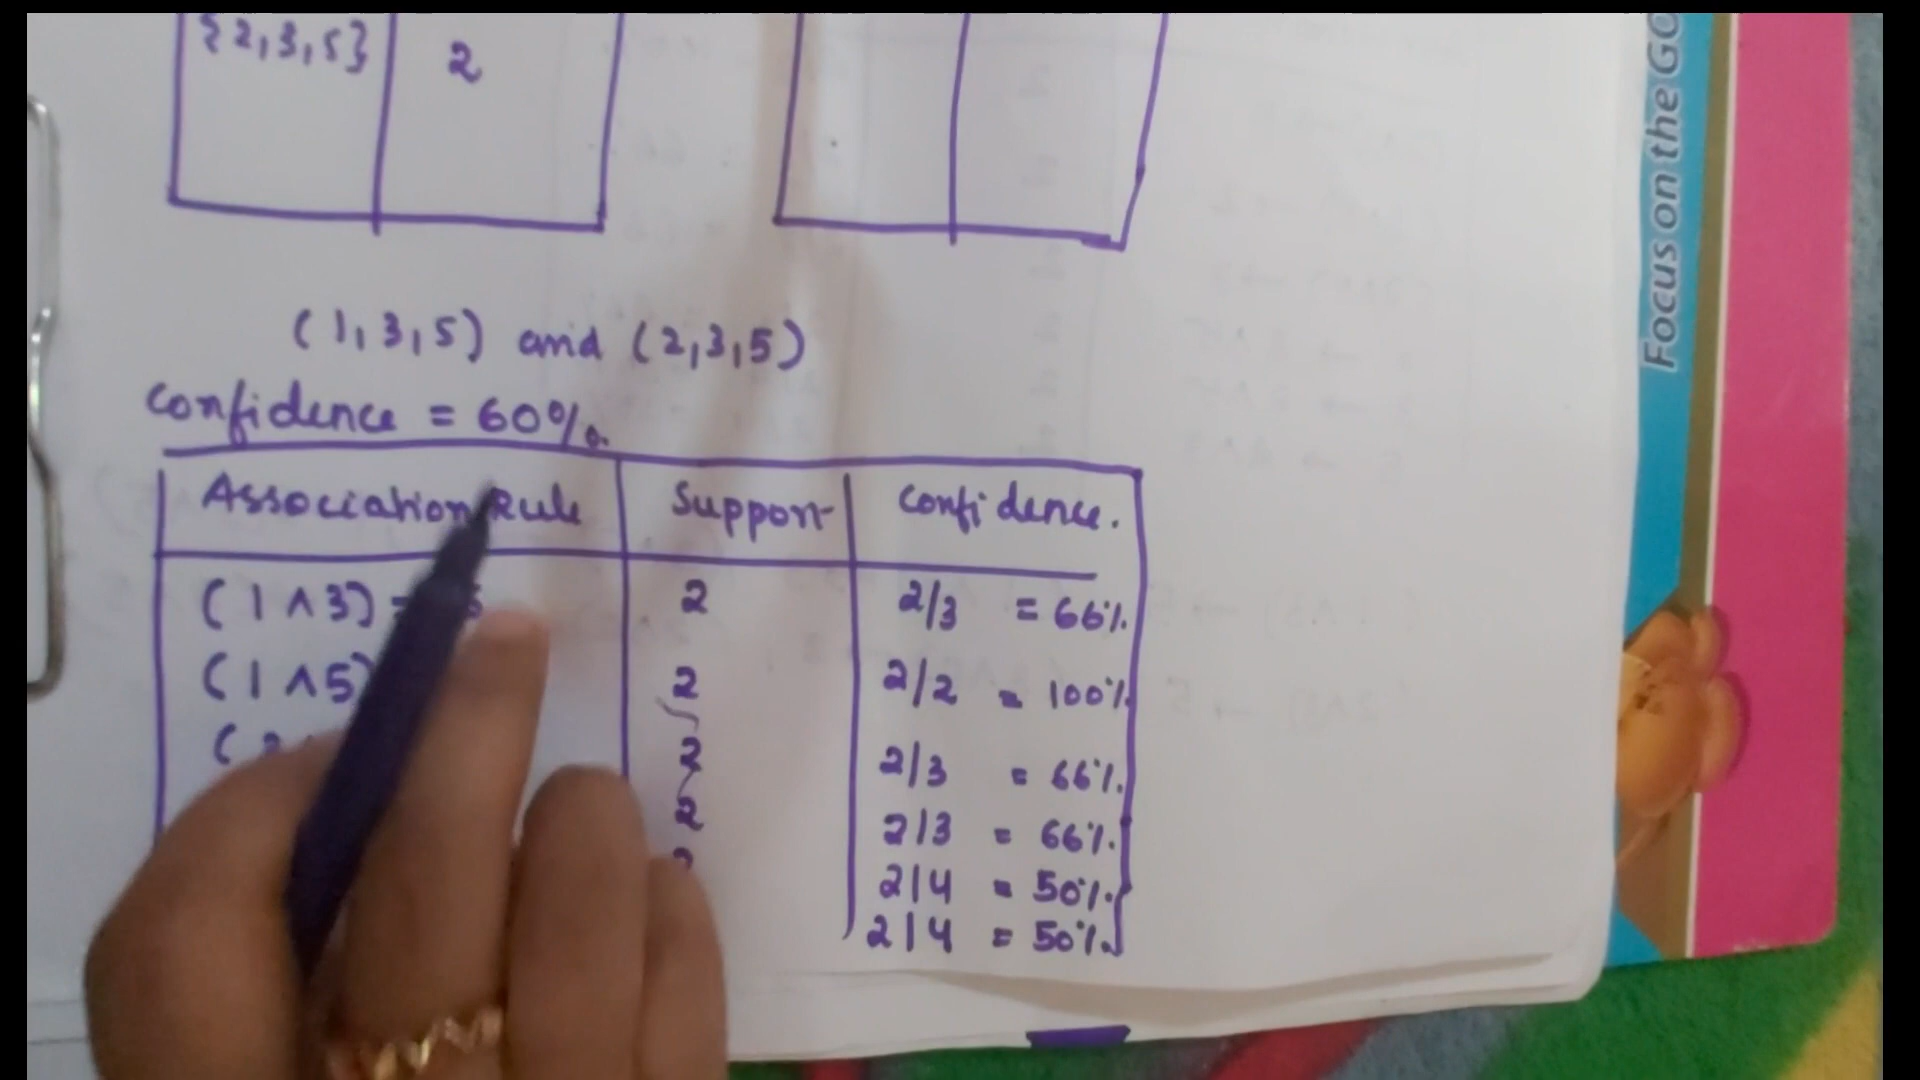 {2,3,5} 2
(1,3,5) and (2,3,5)
Confidence = 60%.
Association Rule Support Confidence.
(1 ∧ 3) 2 2/3 = 66%.
(1 ∧ 5) 2 2/2 = 100%.
( 2 2/3 = 66%.
2 2/3 = 66%.
2/4 = 50%.
2/4 = 50%.
Focus on the GO